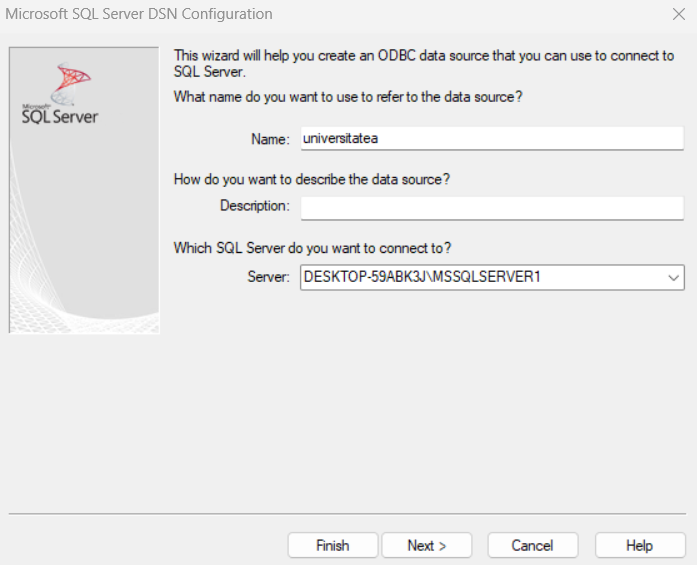 Microsoft SQL Server DSN Configuration
This wizard will help you create an ODBC data source that you can use to connect to
SQL Server.
What name do you want to use to refer to the data source?
Microsoft
SQL Server
Name: universitatea
How do you want to describe the data source?
Description:
Which SQL Server do you want to connect to?
Server: DESKTOP-59ABK3J\MSSQLSERVER1
Finish Next > Cancel Help